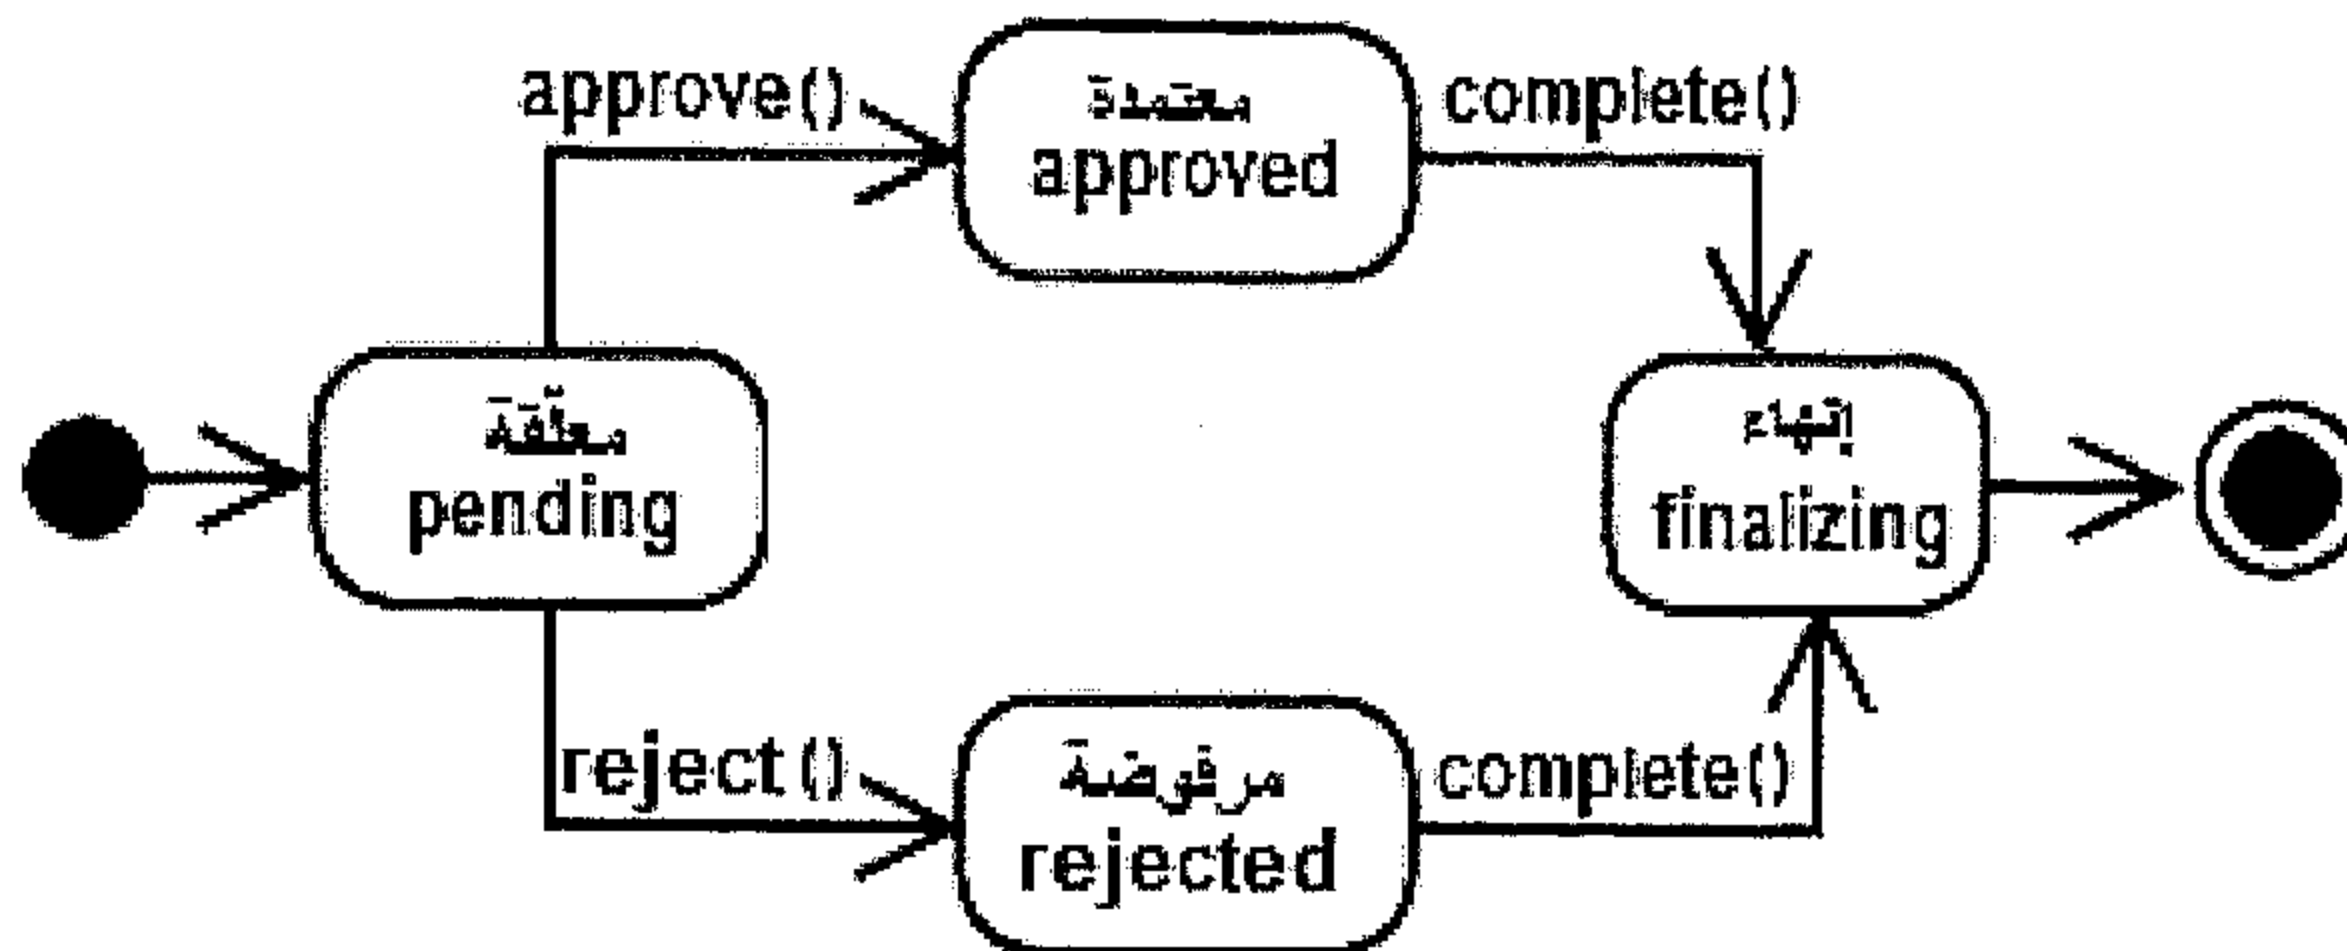 approve()
معتمدة
approved
complete()
معلقة
pending
إنهاء
finalizing
reject()
مرفوضة
rejected
complete()